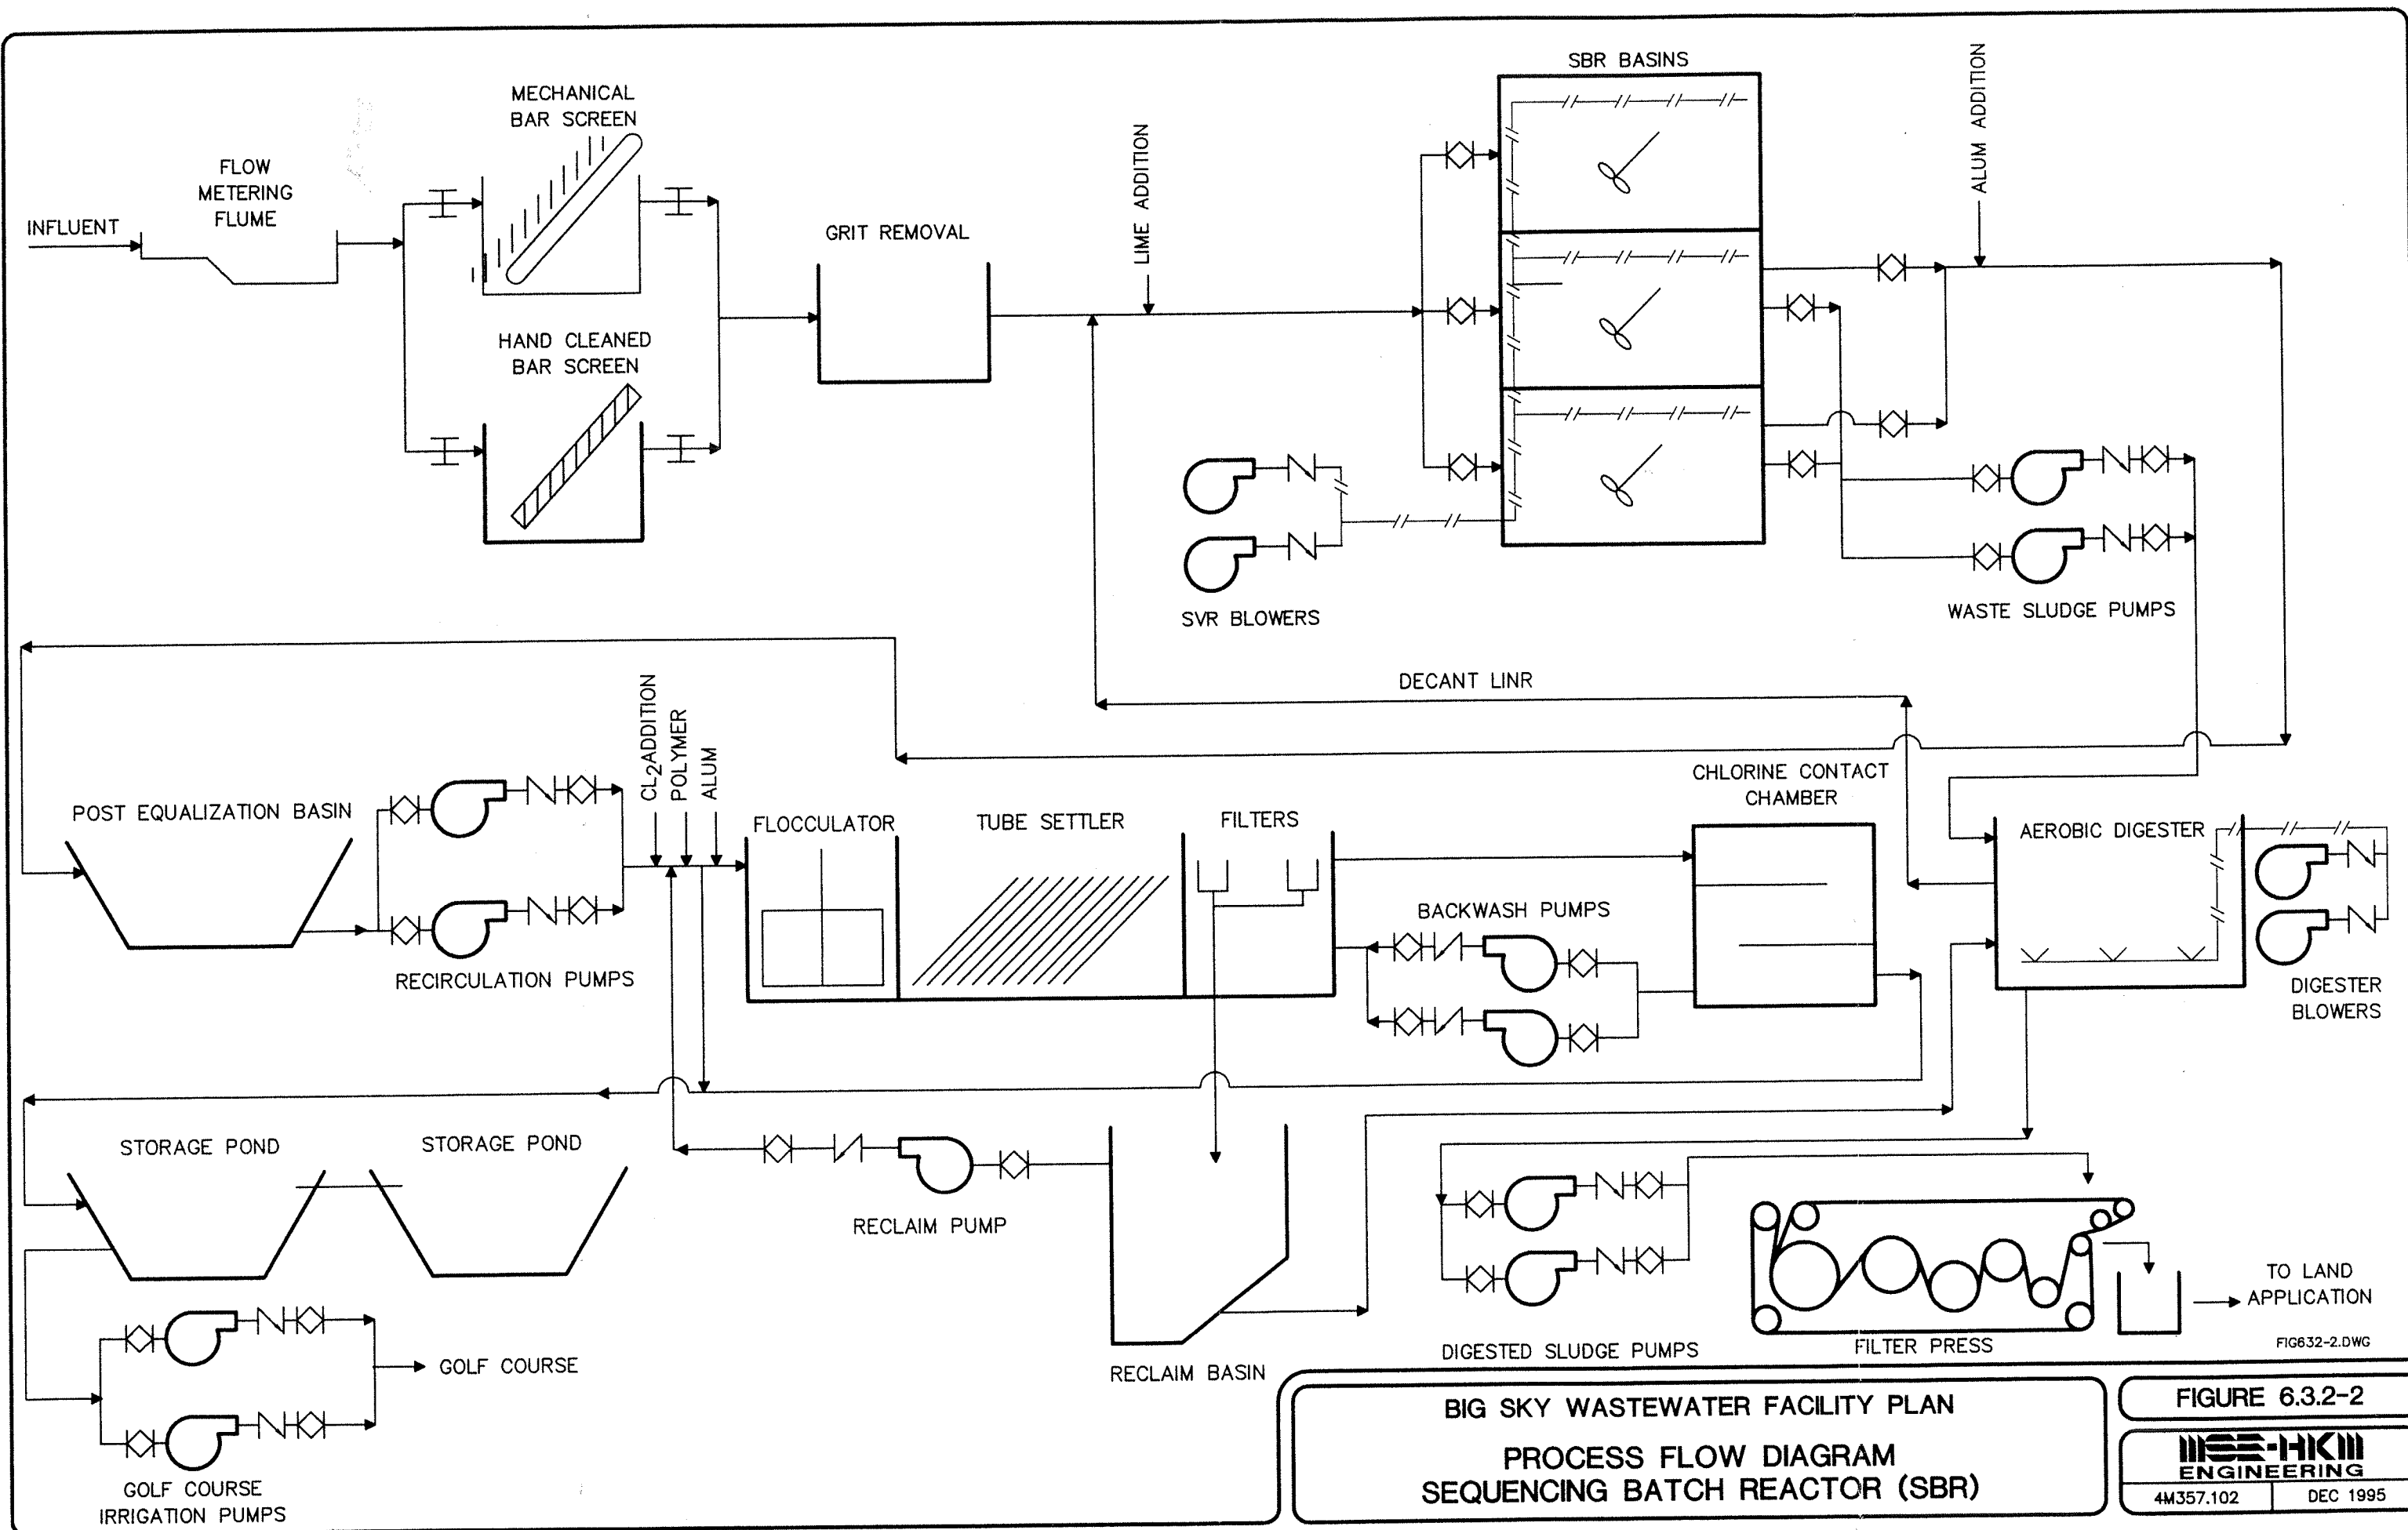 SBR BASINS
MECHANICAL
BAR SCREEN
ALUM ADDITION
LIME ADDITION
FLOW
METERING
FLUME
INFLUENT
GRIT REMOVAL
HAND CLEANED
BAR SCREEN
SVR BLOWERS
WASTE SLUDGE PUMPS
DECANT LINR
CL2ADDITION
POLYMER
ALUM
CHLORINE CONTACT
CHAMBER
POST EQUALIZATION BASIN
FLOCCULATOR
TUBE SETTLER
FILTERS
AEROBIC DIGESTER
BACKWASH PUMPS
RECIRCULATION PUMPS
DIGESTER
BLOWERS
STORAGE POND
STORAGE POND
RECLAIM PUMP
TO LAND
APPLICATION
FIG632-2.DWG
DIGESTED SLUDGE PUMPS
FILTER PRESS
GOLF COURSE
RECLAIM BASIN
GOLF COURSE
IRRIGATION PUMPS
BIG SKY WASTEWATER FACILITY PLAN
PROCESS FLOW DIAGRAM
SEQUENCING BATCH REACTOR (SBR)
FIGURE 6.3.2-2
MSE-HKM
ENGINEERING
4M357.102
DEC 1995